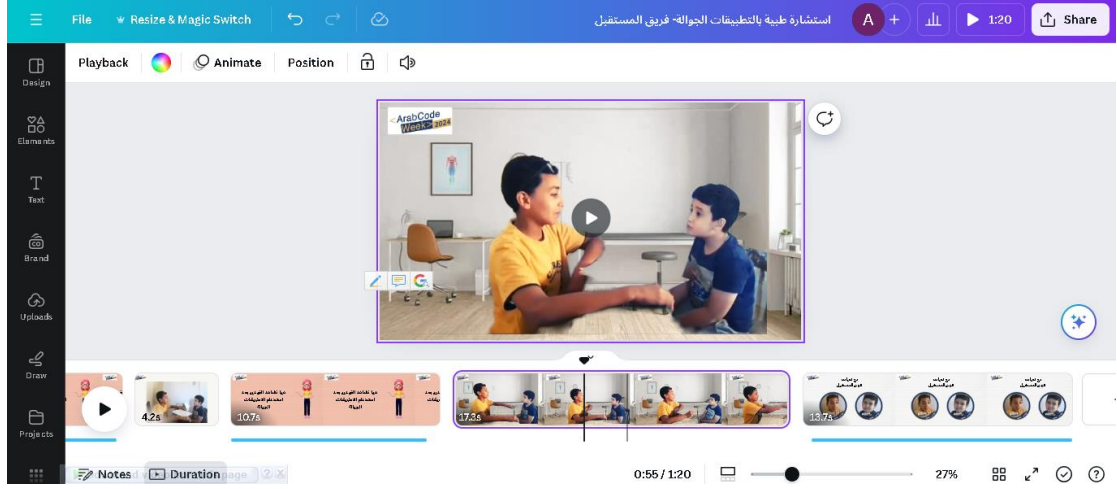 File
Resize & Magic Switch
استشارة طبية بالتطبيقات الجوالة- فريق المستقبل
A
+
1:20
Share
Playback
Animate
Position
Design
Elements
Text
Brand
Uploads
Draw
Projects
<ArabCode
Week> 2024
4.2s
10.7s
17.3s
13.7s
Notes
Duration
0:55 / 1:20
27%